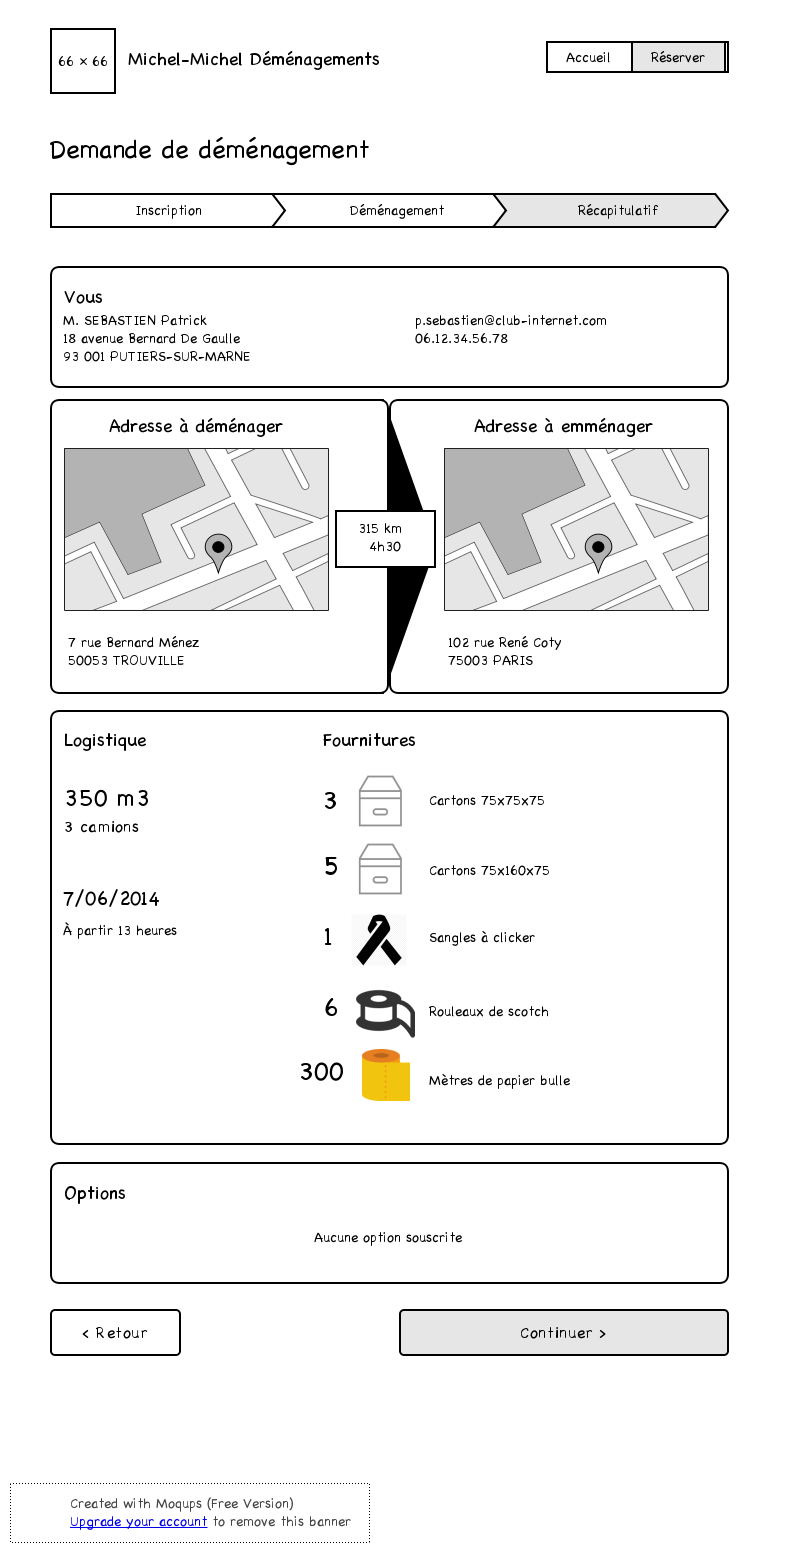 66 × 66
Michel-Michel Déménagements
Accueil
Réserver
Demande de déménagement
Inscription
Déménagement
Récapitulatif
Vous
M. SEBASTIEN Patrick
18 avenue Bernard De Gaulle
93 001 PUTIERS-SUR-MARNE
p.sebastien@club-internet.com
06.12.34.56.78
Adresse à déménager
Adresse à emménager
315 km
4h30
7 rue Bernard Ménez
50053 TROUVILLE
102 rue René Coty
75003 PARIS
Logistique
350 m3
3 camions
7/06/2014
À partir 13 heures
Fournitures
3 Cartons 75x75x75
5 Cartons 75x160x75
1 Sangles à clicker
6 Rouleaux de scotch
300 Mètres de papier bulle
Options
Aucune option souscrite
< Retour
Continuer >
Created with Moqups (Free Version)
Upgrade your account to remove this banner